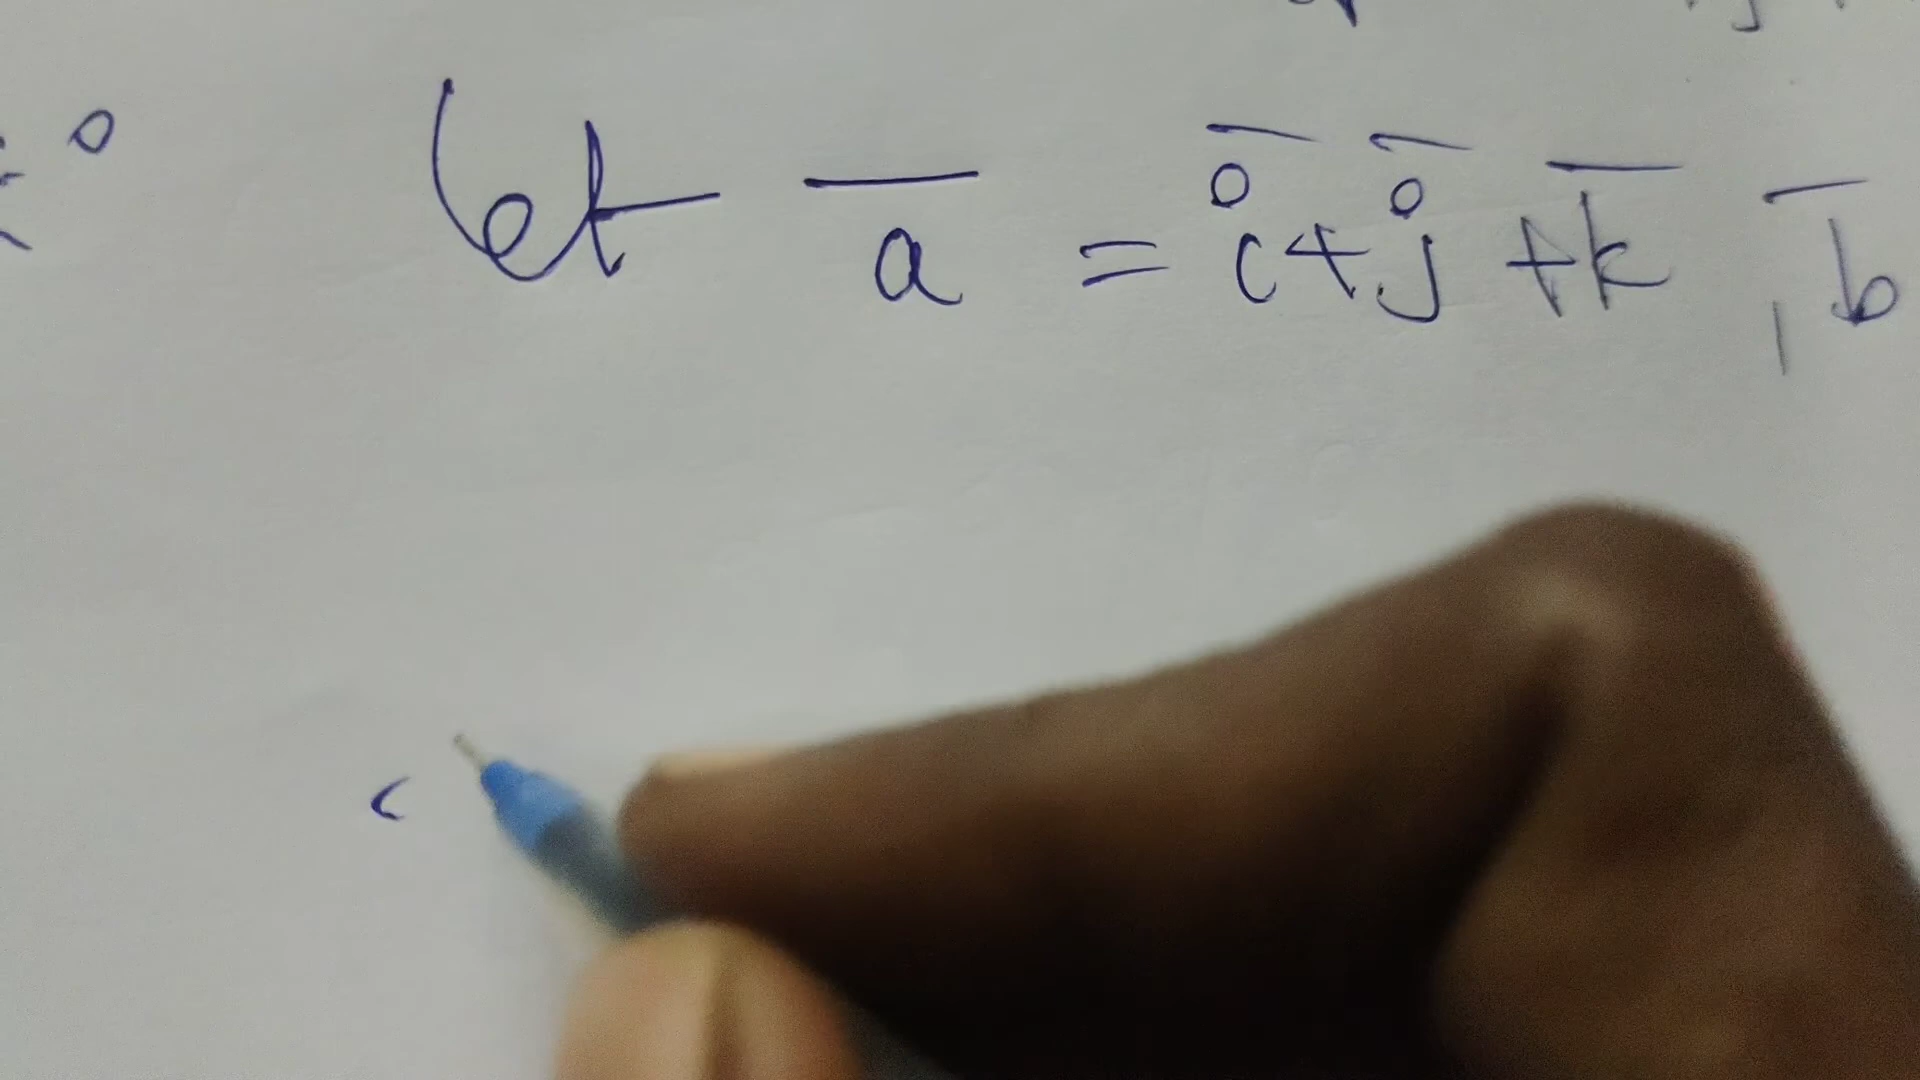 let a̅ = i̅ + j̅ + k̅ , b̅